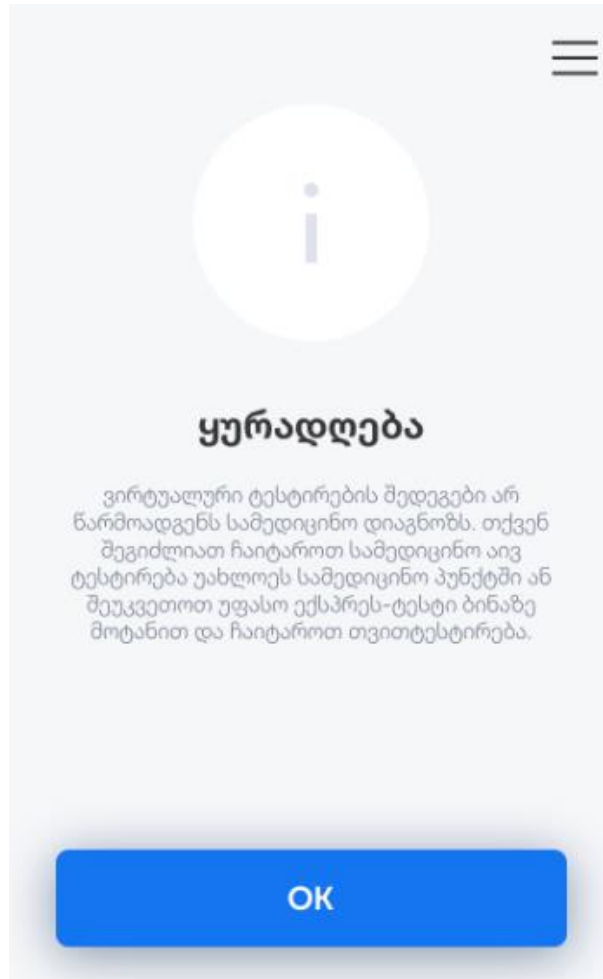 ყურადღება
ვირტუალური ტესტირების შედეგები არ
წარმოადგენს სამედიცინო დიაგნოზს. თქვენ
შეგიძლიათ ჩაიტაროთ სამედიცინო აივ
ტესტირება უახლოეს სამედიცინო პუნქტში ან
შეუკვეთოთ უფასო ექსპრეს-ტესტი ბინაზე
მოტანით და ჩაიტაროთ თვითტესტირება.
OK